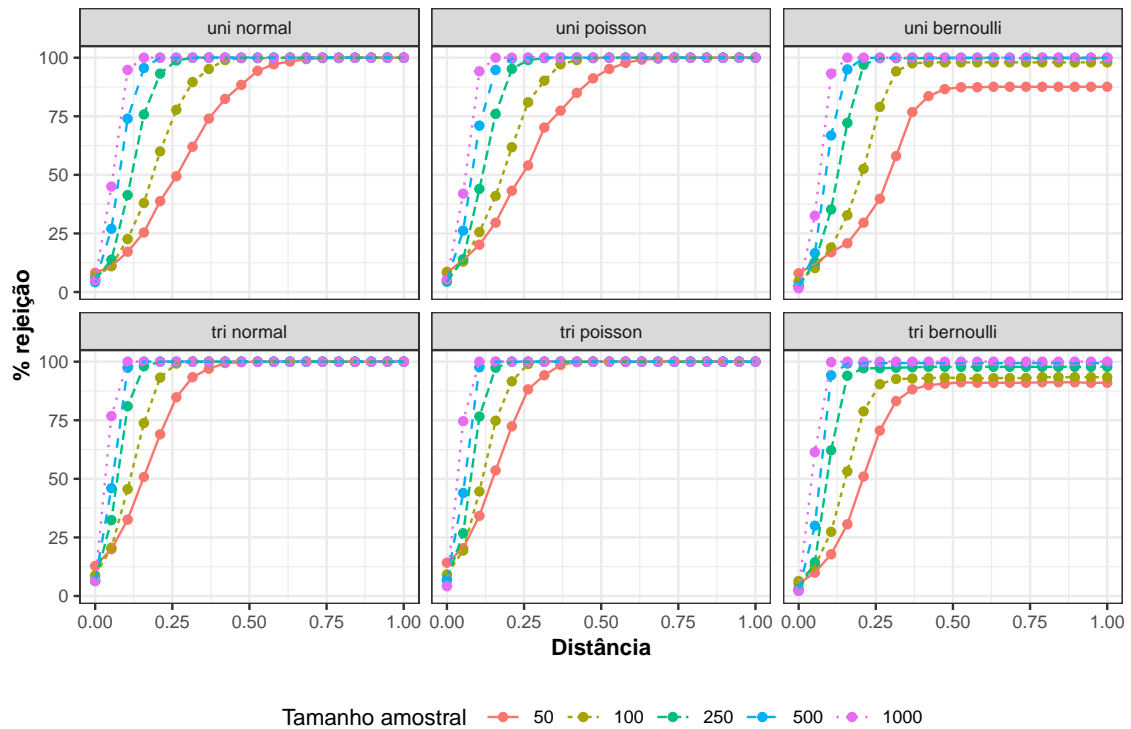 uni normal
uni poisson
uni bernoulli
100
75
50
25
0
tri normal
tri poisson
tri bernoulli
100
75
50
25
0
% rejeição
0.00 0.25 0.50 0.75 1.00
0.00 0.25 0.50 0.75 1.00
0.00 0.25 0.50 0.75 1.00
Distância
Tamanho amostral 50 100 250 500 1000